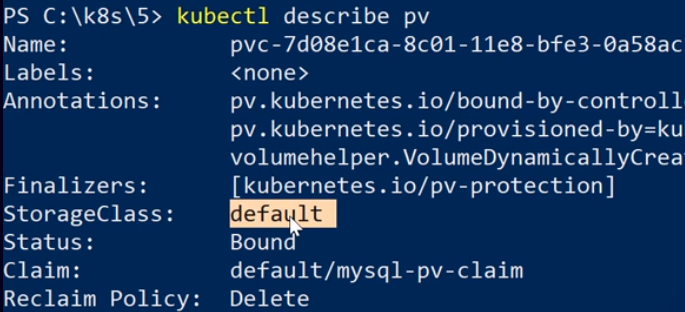 PS C:\k8s\5> kubectl describe pv
Name: pvc-7d08e1ca-8c01-11e8-bfe3-0a58ac
Labels: <none>
Annotations: pv.kubernetes.io/bound-by-controll
pv.kubernetes.io/provisioned-by=ku
volumehelper.VolumeDynamicallyCrea
Finalizers: [kubernetes.io/pv-protection]
StorageClass: default
Status: Bound
Claim: default/mysql-pv-claim
Reclaim Policy: Delete